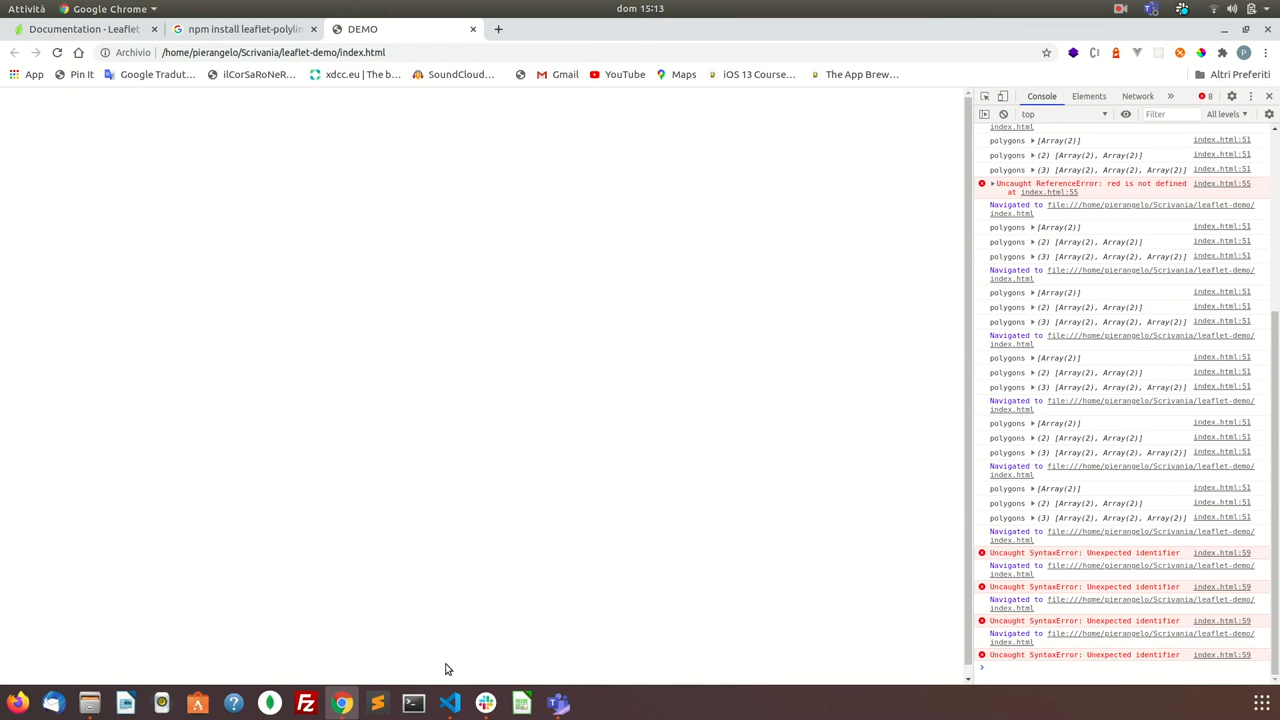 Attività
Google Chrome
dom 15:13
Documentation - Leaflet
npm install leaflet-polylin
DEMO
Archivio
/home/pierangelo/Scrivania/leaflet-demo/index.html
P
App
Pin It
Google Tradut…
ilCorSaRoNeR…
xdcc.eu | The b…
SoundCloud…
Gmail
YouTube
Maps
iOS 13 Course…
The App Brew…
Altri Preferiti
Console
Elements
Network
8
top
Filter
All levels
index.html
polygons [Array(2)] index.html:51
polygons (2) [Array(2), Array(2)] index.html:51
polygons (3) [Array(2), Array(2), Array(2)] index.html:51
Uncaught ReferenceError: red is not defined index.html:55
at index.html:55
Navigated to file:///home/pierangelo/Scrivania/leaflet-demo/
index.html
polygons [Array(2)] index.html:51
polygons (2) [Array(2), Array(2)] index.html:51
polygons (3) [Array(2), Array(2), Array(2)] index.html:51
Navigated to file:///home/pierangelo/Scrivania/leaflet-demo/
index.html
polygons [Array(2)] index.html:51
polygons (2) [Array(2), Array(2)] index.html:51
polygons (3) [Array(2), Array(2), Array(2)] index.html:51
Navigated to file:///home/pierangelo/Scrivania/leaflet-demo/
index.html
polygons [Array(2)] index.html:51
polygons (2) [Array(2), Array(2)] index.html:51
polygons (3) [Array(2), Array(2), Array(2)] index.html:51
Navigated to file:///home/pierangelo/Scrivania/leaflet-demo/
index.html
polygons [Array(2)] index.html:51
polygons (2) [Array(2), Array(2)] index.html:51
polygons (3) [Array(2), Array(2), Array(2)] index.html:51
Navigated to file:///home/pierangelo/Scrivania/leaflet-demo/
index.html
polygons [Array(2)] index.html:51
polygons (2) [Array(2), Array(2)] index.html:51
polygons (3) [Array(2), Array(2), Array(2)] index.html:51
Navigated to file:///home/pierangelo/Scrivania/leaflet-demo/
index.html
Uncaught SyntaxError: Unexpected identifier index.html:59
Navigated to file:///home/pierangelo/Scrivania/leaflet-demo/
index.html
Uncaught SyntaxError: Unexpected identifier index.html:59
Navigated to file:///home/pierangelo/Scrivania/leaflet-demo/
index.html
Uncaught SyntaxError: Unexpected identifier index.html:59
Navigated to file:///home/pierangelo/Scrivania/leaflet-demo/
index.html
Uncaught SyntaxError: Unexpected identifier index.html:59